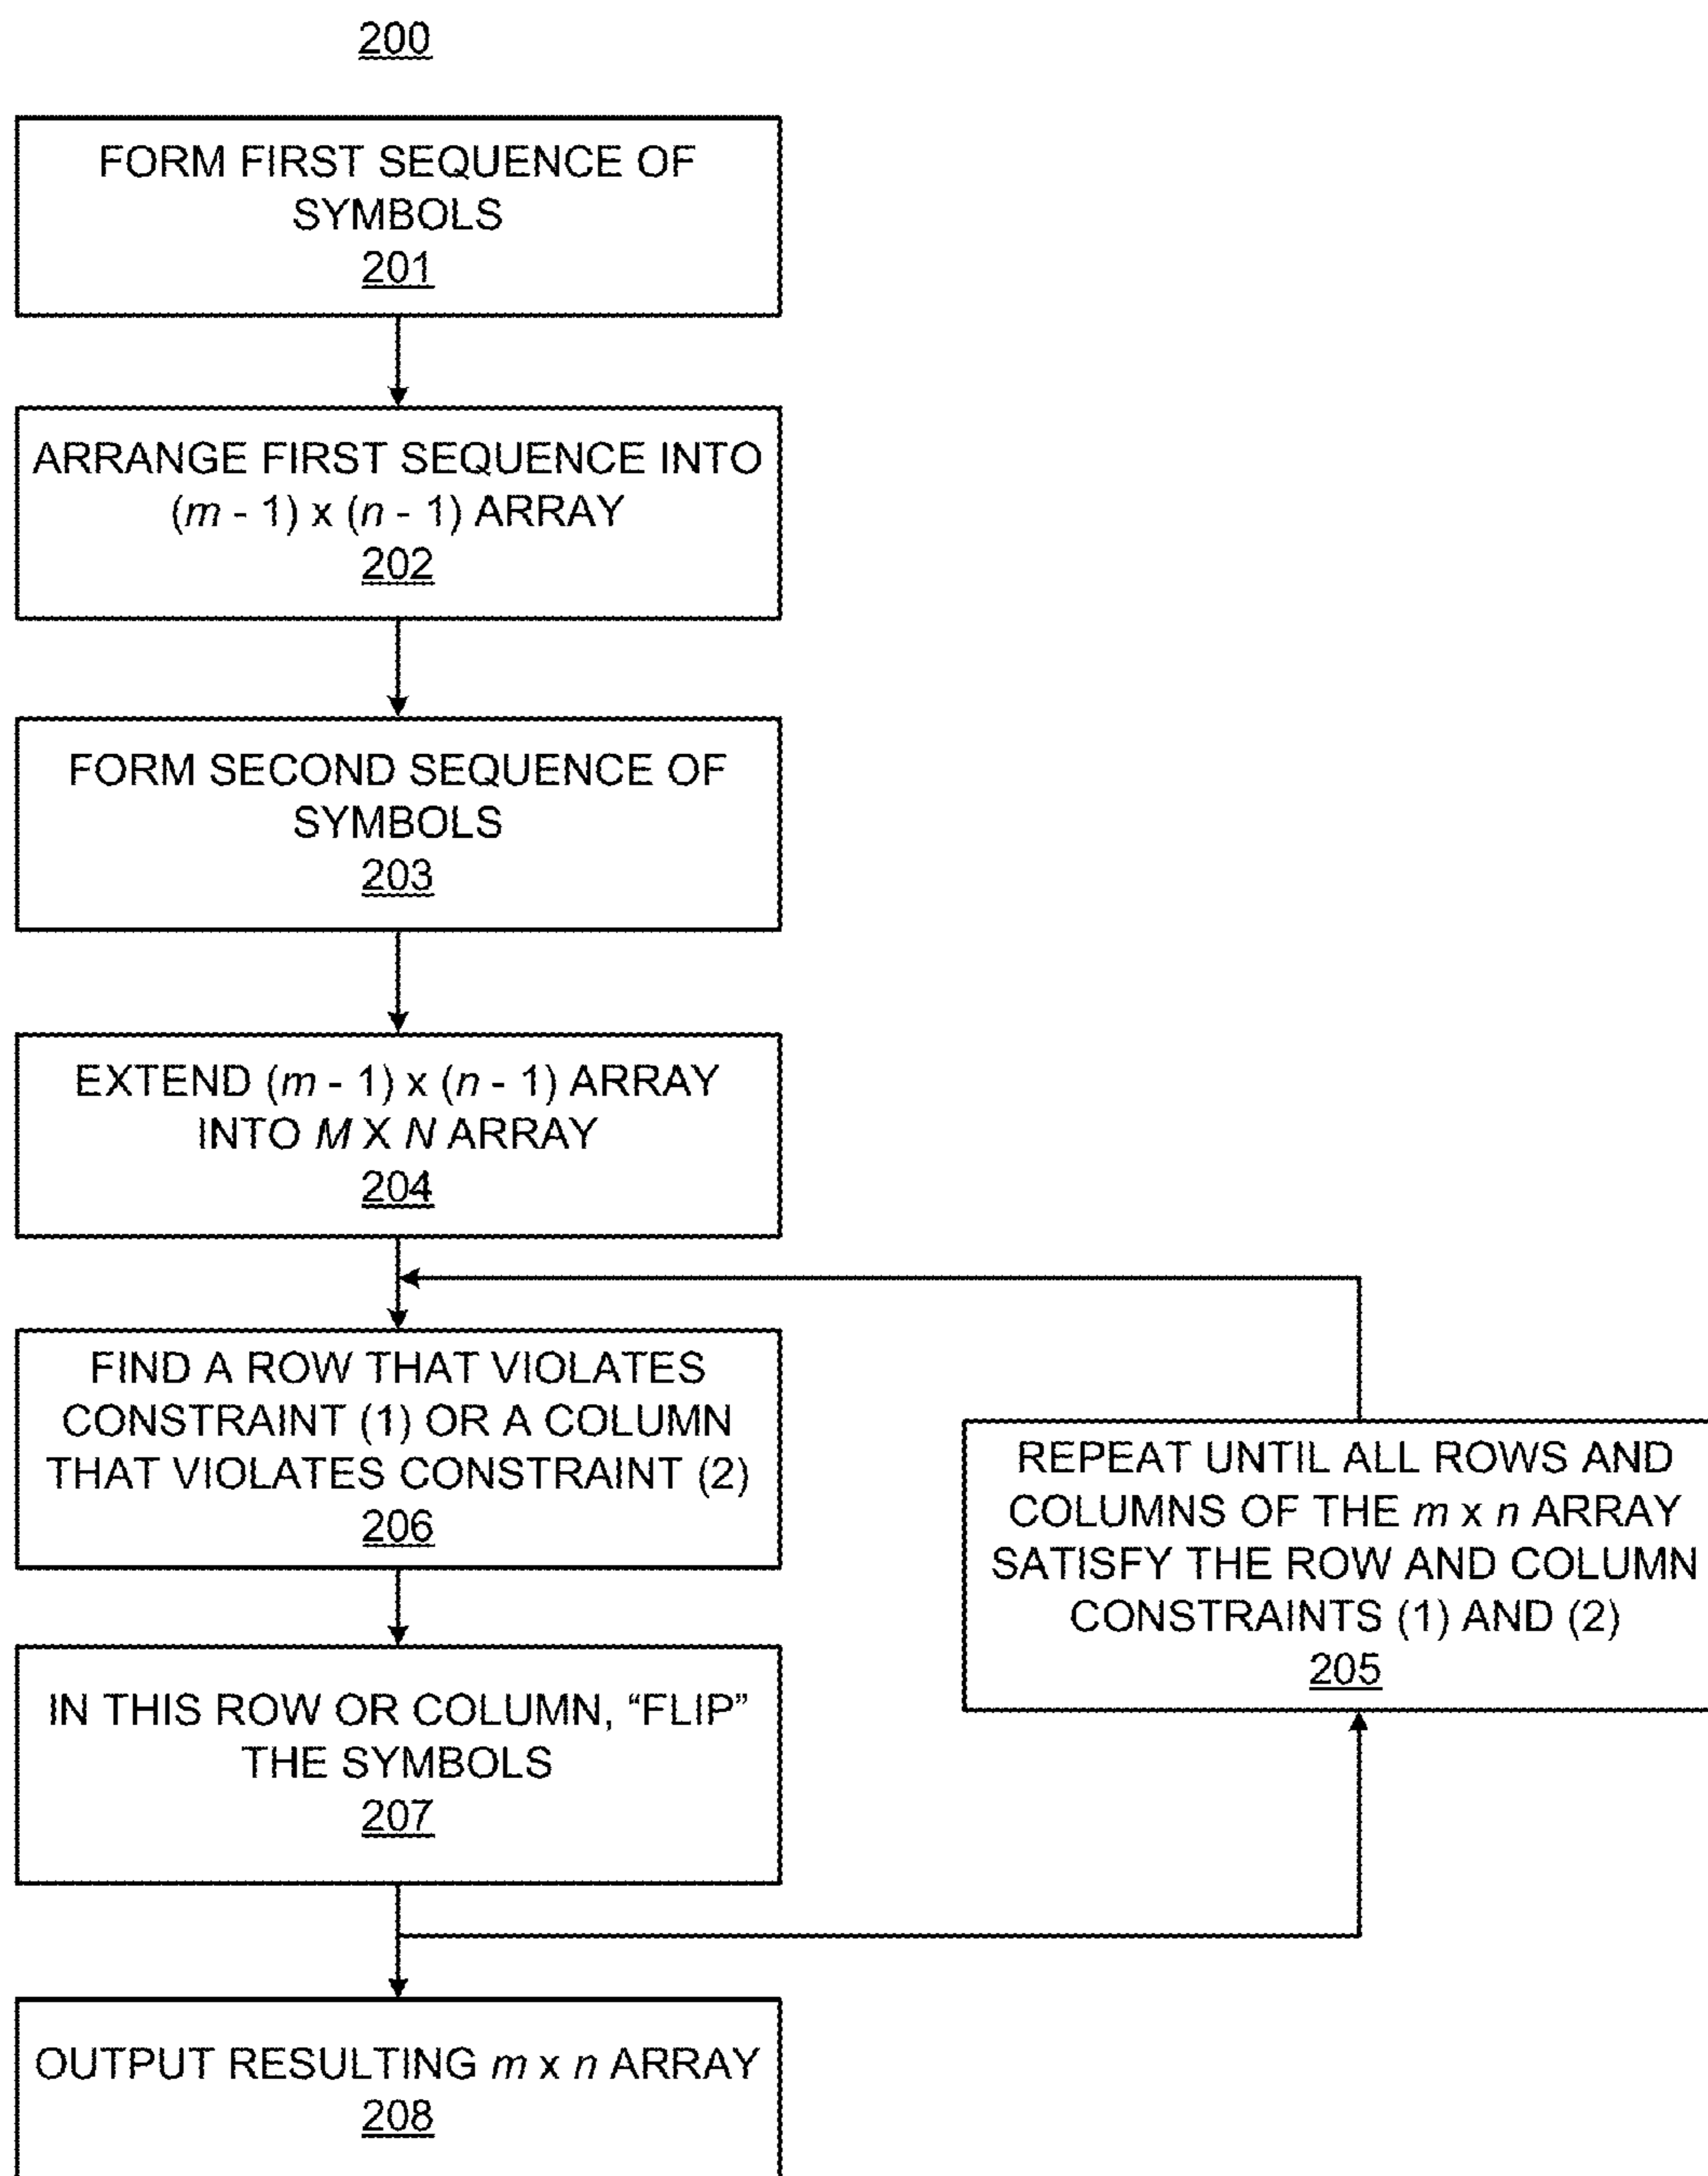 200
FORM FIRST SEQUENCE OF
SYMBOLS
201
ARRANGE FIRST SEQUENCE INTO
(m - 1) x (n - 1) ARRAY
202
FORM SECOND SEQUENCE OF
SYMBOLS
203
EXTEND (m - 1) x (n - 1) ARRAY
INTO M X N ARRAY
204
FIND A ROW THAT VIOLATES
CONSTRAINT (1) OR A COLUMN
THAT VIOLATES CONSTRAINT (2)
206
REPEAT UNTIL ALL ROWS AND
COLUMNS OF THE m x n ARRAY
SATISFY THE ROW AND COLUMN
CONSTRAINTS (1) AND (2)
205
IN THIS ROW OR COLUMN, “FLIP”
THE SYMBOLS
207
OUTPUT RESULTING m x n ARRAY
208